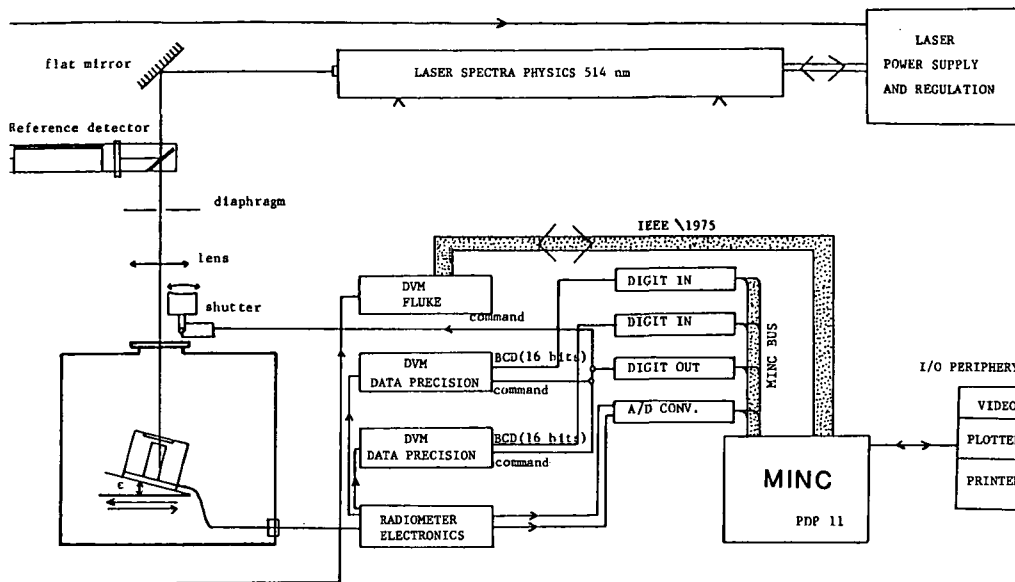 LASER
POWER SUPPLY
AND REGULATION
flat mirror
LASER SPECTRA PHYSICS 514 nm
Reference detector
diaphragm
IEEE \1975
lens
DVM
FLUKE
DIGIT IN
shutter
command
DIGIT IN
MINC BUS
BCD(16 bits)
DVM
DATA PRECISION
command
DIGIT OUT
I/O PERIPHERY
A/D CONV.
VIDEO
DVM
DATA PRECISION
BCD(16 bits)
command
PLOTTER
PRINTER
MINC
PDP 11
ε
RADIOMETER
ELECTRONICS